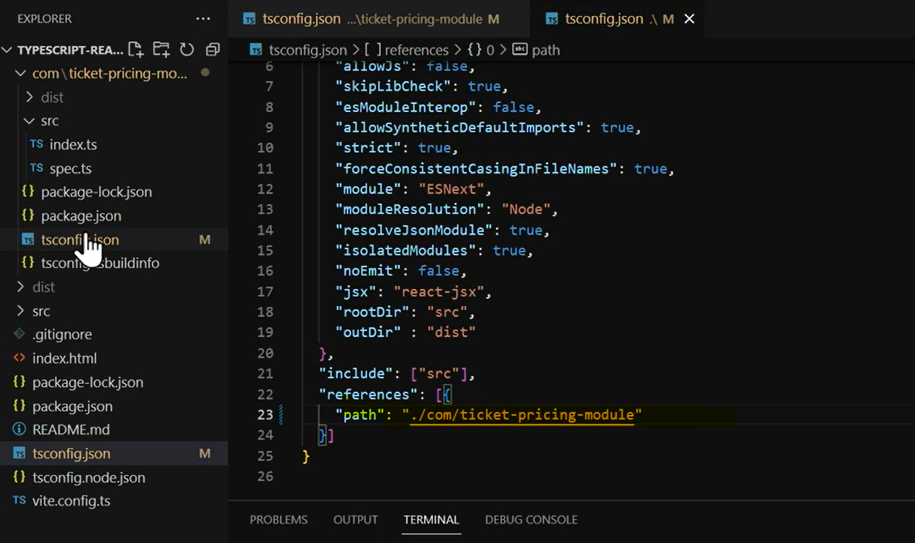 EXPLORER
···
TYPESCRIPT-REA...
com\ticket-pricing-mo...
dist
src
TS index.ts
TS spec.ts
{} package-lock.json
{} package.json
TS tsconfig.json M
{} tsconfig.tsbuildinfo
dist
src
.gitignore
<> index.html
{} package-lock.json
{} package.json
README.md
TS tsconfig.json M
{} tsconfig.node.json
TS vite.config.ts
TS tsconfig.json ...\ticket-pricing-module M
TS tsconfig.json .\ M ×
TS tsconfig.json > [ ] references > {} 0 > abc path
6 "allowJs": false,
7 "skipLibCheck": true,
8 "esModuleInterop": false,
9 "allowSyntheticDefaultImports": true,
10 "strict": true,
11 "forceConsistentCasingInFileNames": true,
12 "module": "ESNext",
13 "moduleResolution": "Node",
14 "resolveJsonModule": true,
15 "isolatedModules": true,
16 "noEmit": false,
17 "jsx": "react-jsx",
18 "rootDir": "src",
19 "outDir" : "dist"
20 },
21 "include": ["src"],
22 "references": [{
23 "path": "./com/ticket-pricing-module"
24 }]
25 }
26
PROBLEMS OUTPUT TERMINAL DEBUG CONSOLE